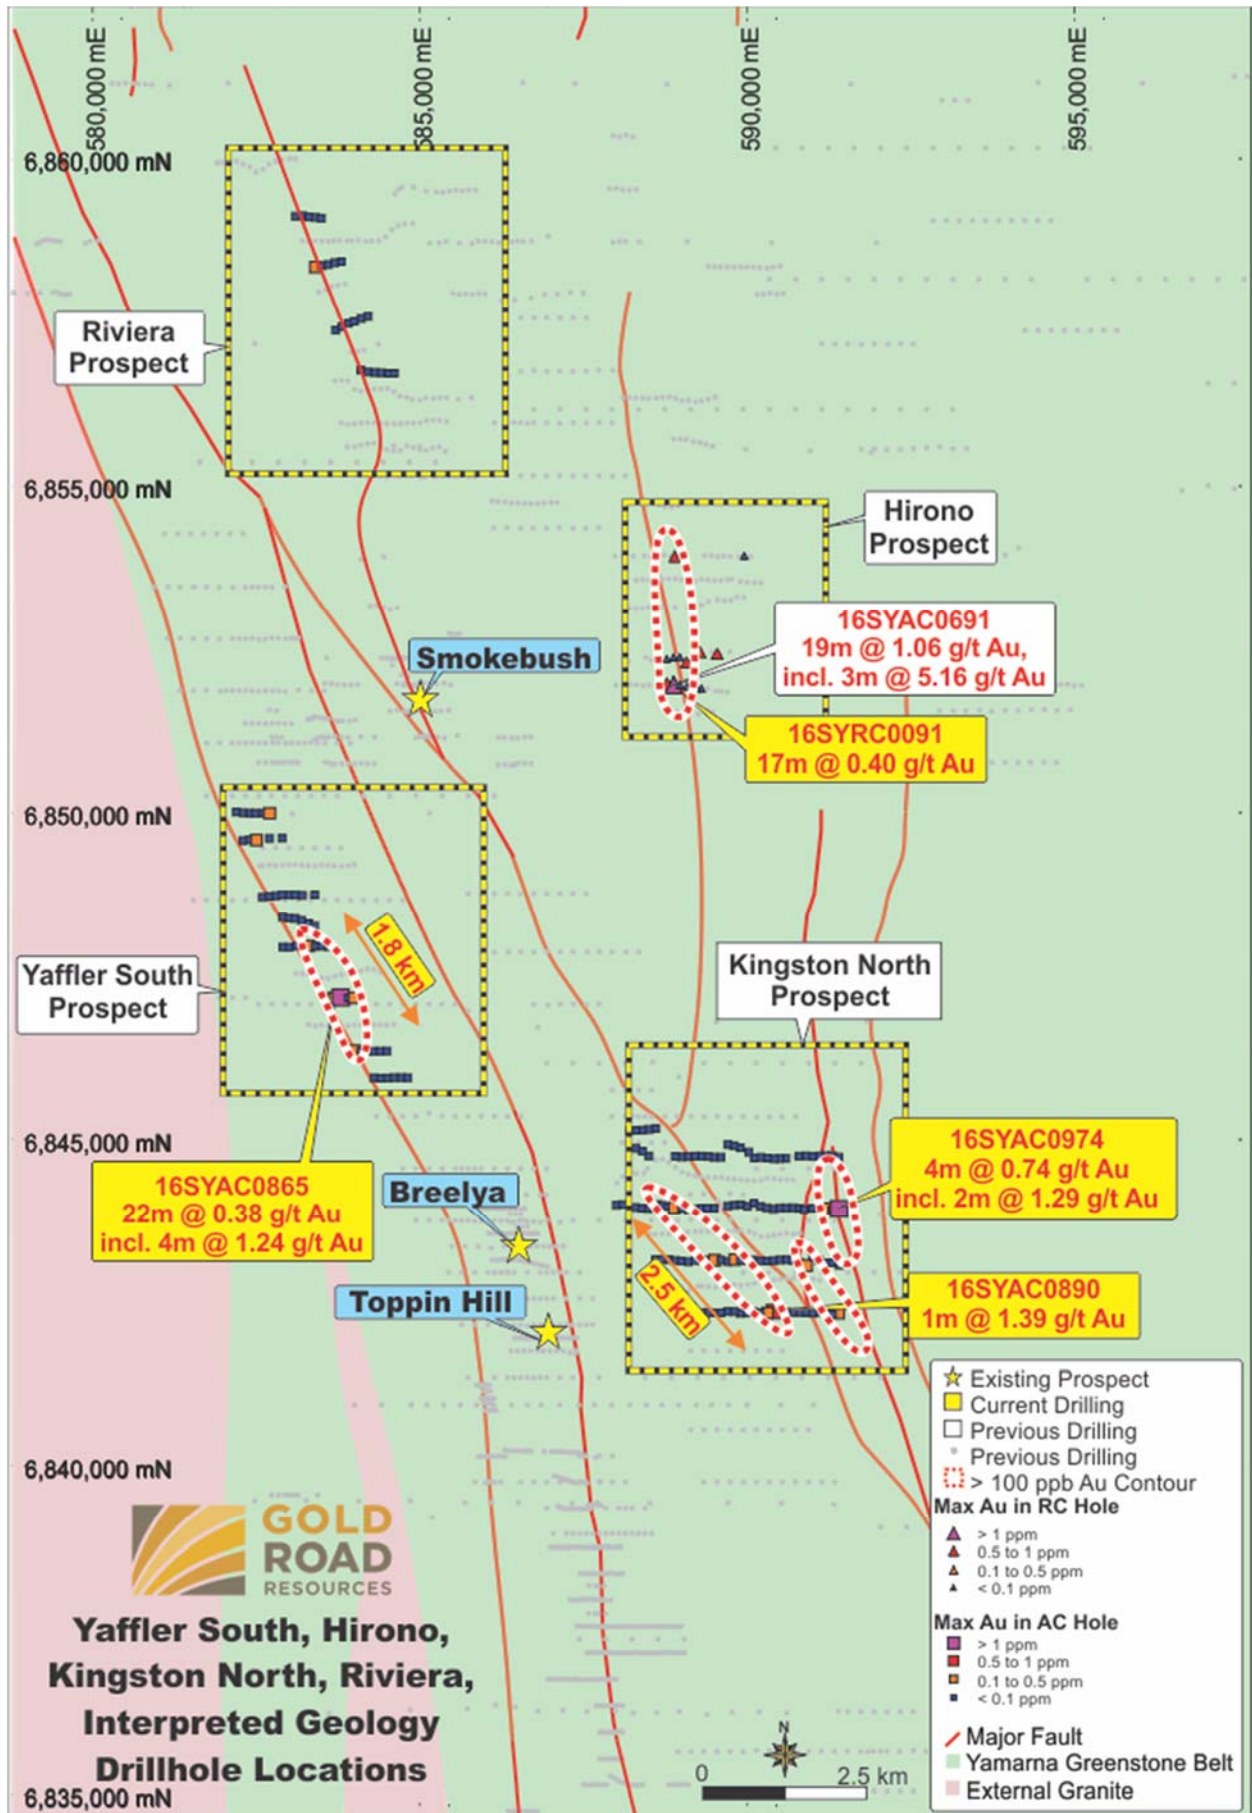 580,000 mE
585,000 mE
590,000 mE
595,000 mE
6,860,000 mN
Riviera
Prospect
6,855,000 mN
Hirono
Prospect
16SYAC0691
19m @ 1.06 g/t Au,
incl. 3m @ 5.16 g/t Au
Smokebush
16SYRC0091
17m @ 0.40 g/t Au
6,850,000 mN
1.8 km
Yaffler South
Prospect
Kingston North
Prospect
6,845,000 mN
16SYAC0974
4m @ 0.74 g/t Au
incl. 2m @ 1.29 g/t Au
16SYAC0865
22m @ 0.38 g/t Au
incl. 4m @ 1.24 g/t Au
Breelya
2.5 km
Toppin Hill
16SYAC0890
1m @ 1.39 g/t Au
6,840,000 mN
Existing Prospect
Current Drilling
Previous Drilling
Previous Drilling
> 100 ppb Au Contour
Max Au in RC Hole
> 1 ppm
0.5 to 1 ppm
0.1 to 0.5 ppm
< 0.1 ppm
Max Au in AC Hole
> 1 ppm
0.5 to 1 ppm
0.1 to 0.5 ppm
< 0.1 ppm
Major Fault
Yamarna Greenstone Belt
External Granite
GOLD
ROAD
RESOURCES
Yaffler South, Hirono,
Kingston North, Riviera,
Interpreted Geology
Drillhole Locations
N
0 2.5 km
6,835,000 mN